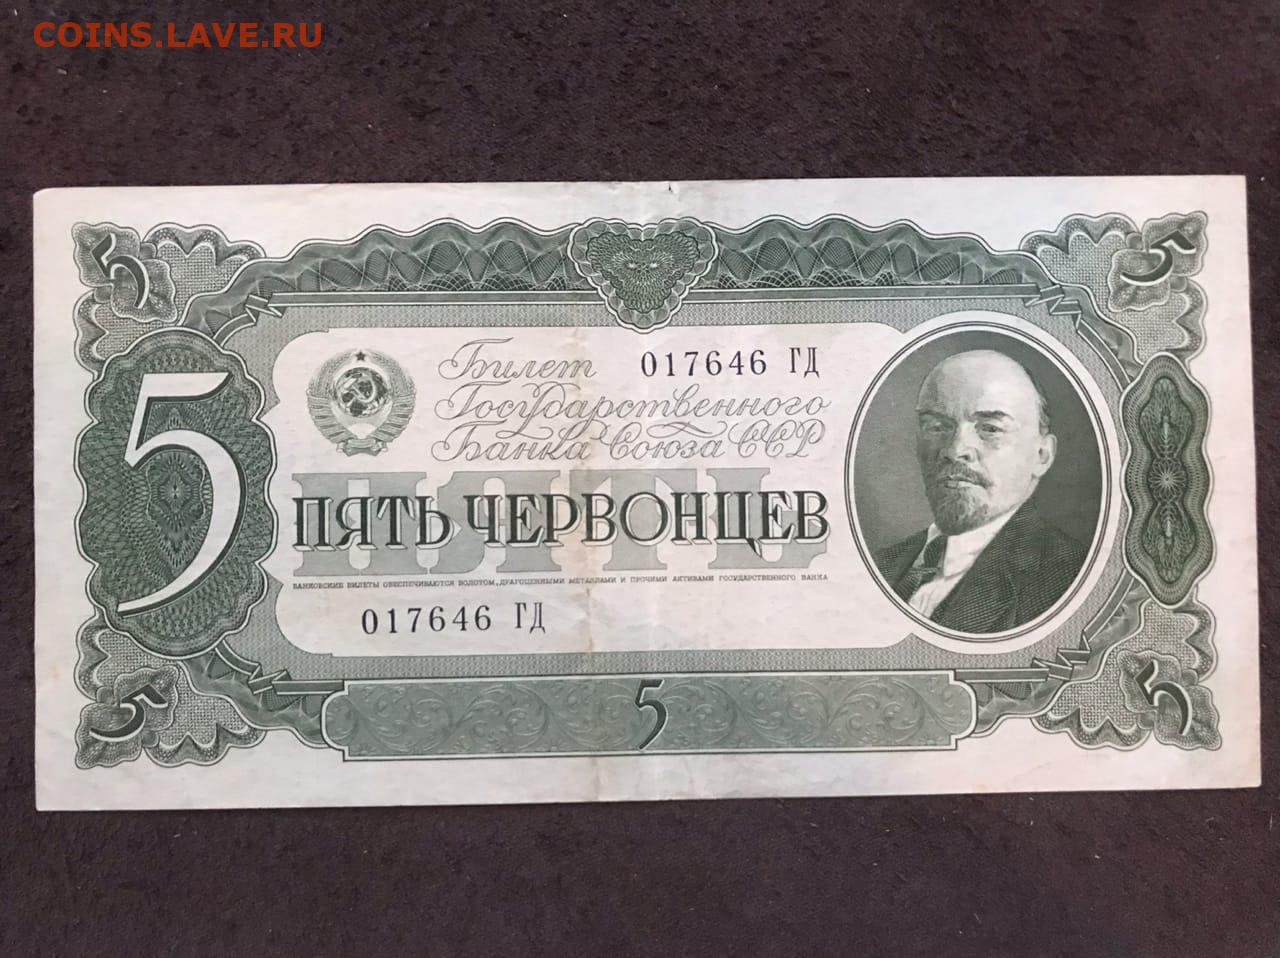 COINS.LAVE.RU
5 5
Билет 017646 ГД
Государственного
Банка Союза ССР
5
ПЯТЬ
ПЯТЬ ЧЕРВОНЦЕВ
БАНКОВСКИЕ БИЛЕТЫ ОБЕСПЕЧИВАЮТСЯ ЗОЛОТОМ, ДРАГОЦЕННЫМИ МЕТАЛЛАМИ И ПРОЧИМИ АКТИВАМИ ГОСУДАРСТВЕННОГО БАНКА
017646 ГД
5 5 5